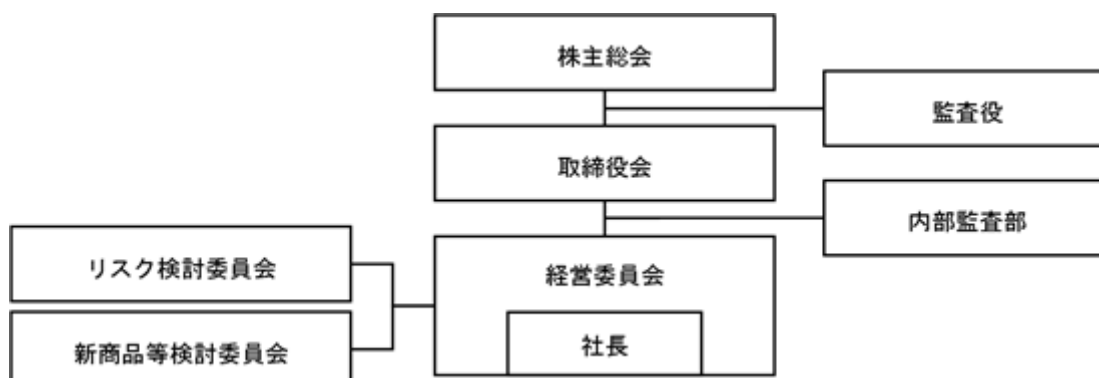 株主総会
監査役
取締役会
内部監査部
リスク検討委員会
経営委員会
新商品等検討委員会
社長